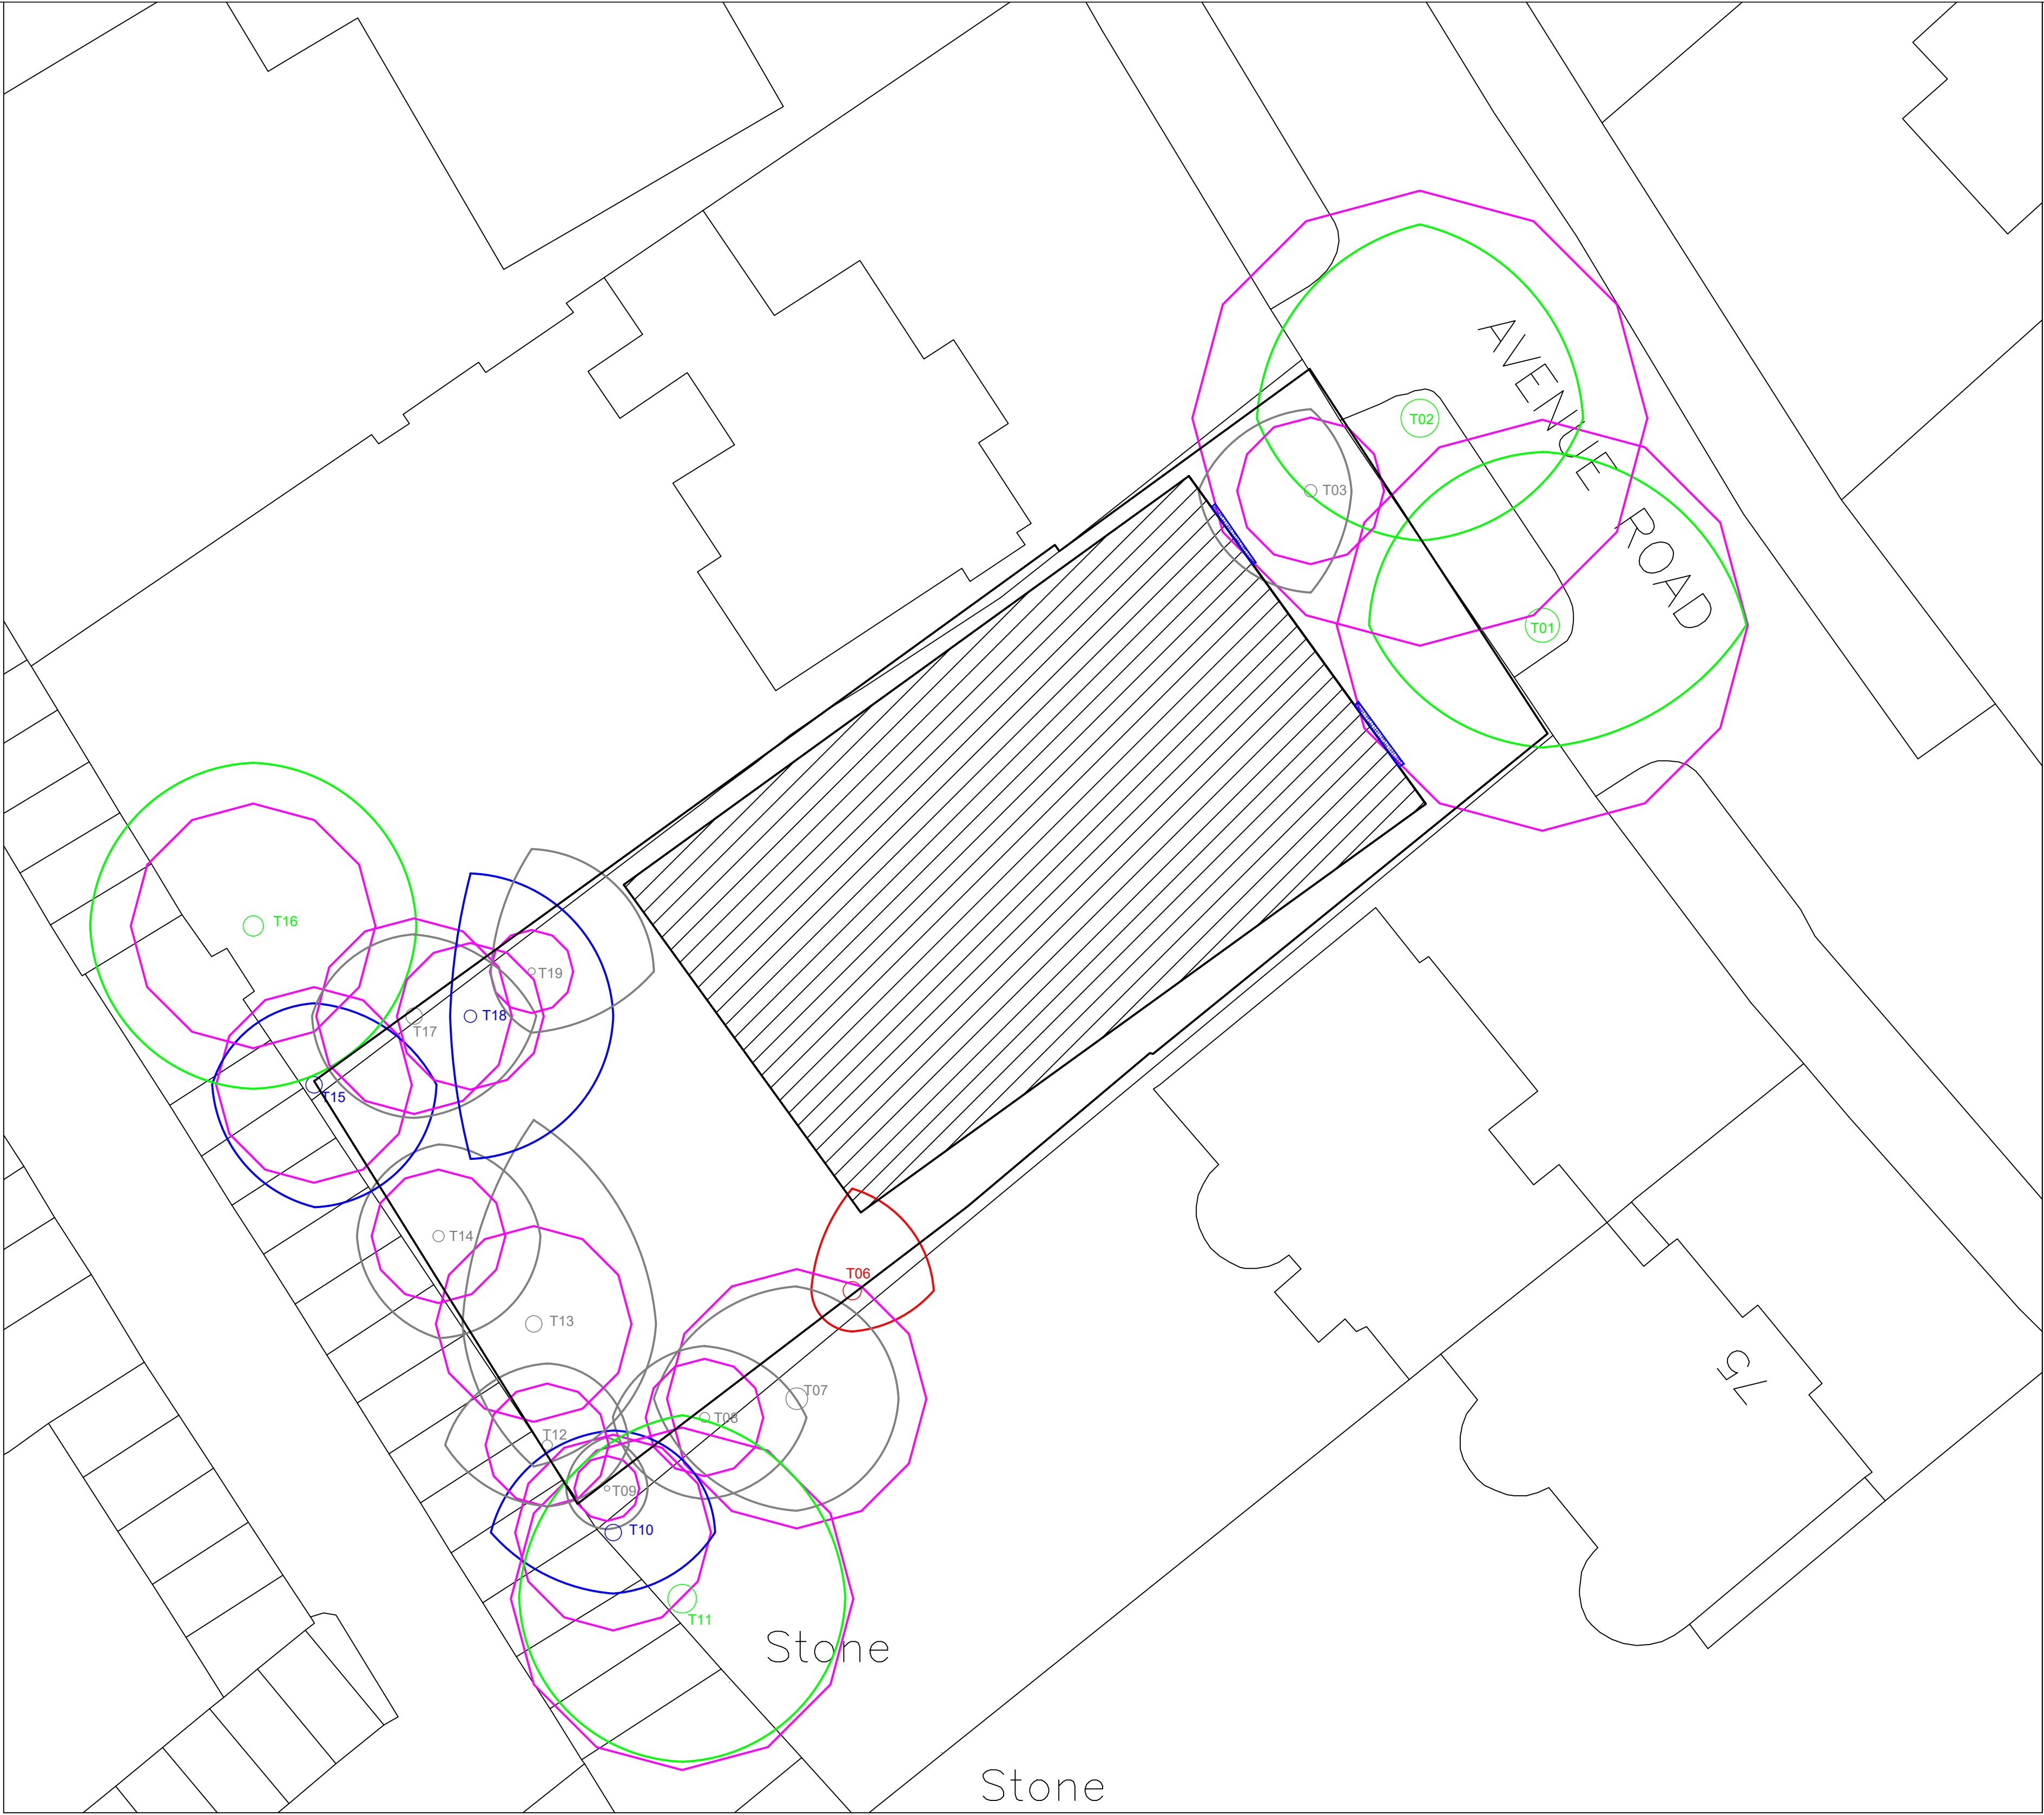 AVENUE ROAD
T02
T03
T01
T16
T19
T18
T17
T15
T14
T06
T13
75
T07
T08
T12
T09
T10
T11
Stone
Stone